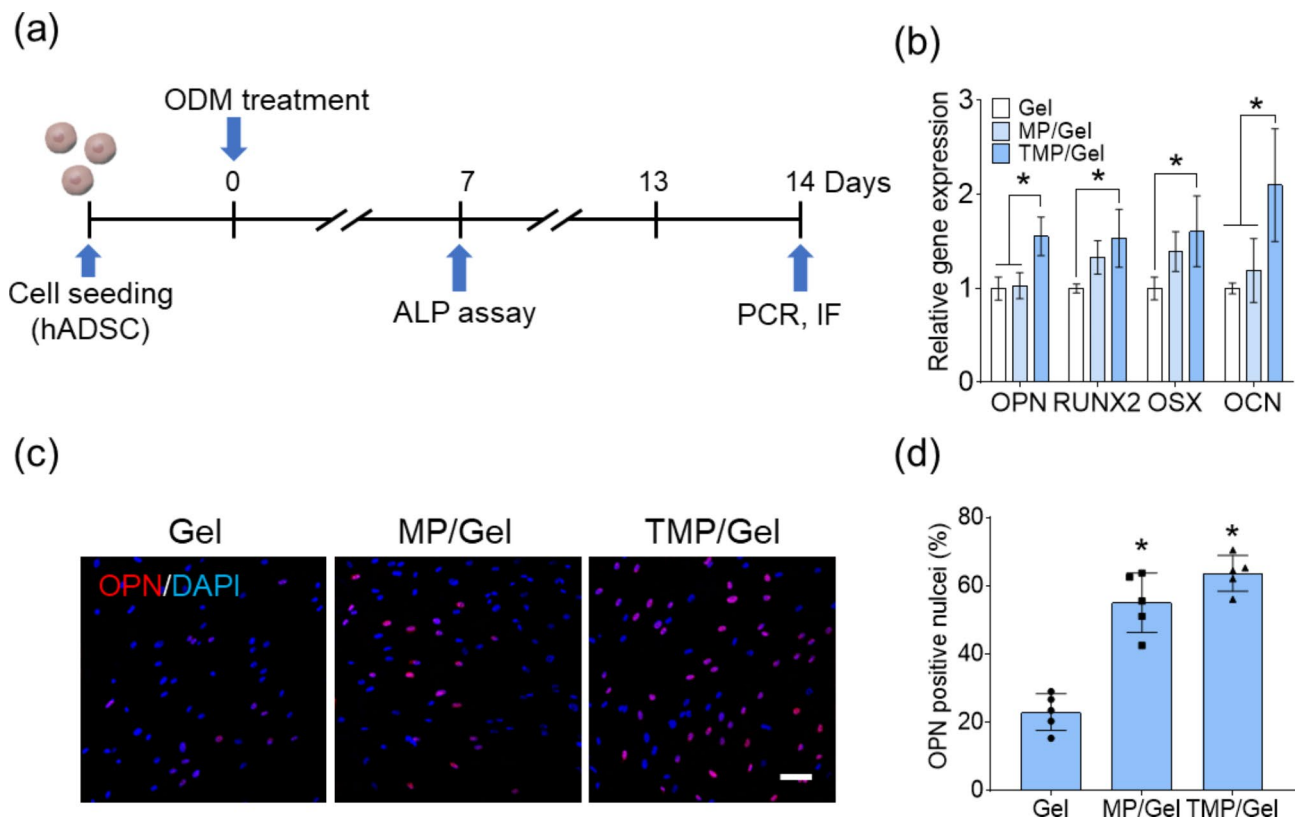 (a)
ODM treatment
0
7
13
14 Days
Cell seeding
(hADSC)
ALP assay
PCR, IF
(b)
Relative gene expression
3
2
1
0
Gel
MP/Gel
TMP/Gel
*
*
*
*
OPN RUNX2 OSX OCN
(c)
Gel
MP/Gel
TMP/Gel
OPN/DAPI
(d)
OPN positive nulcei (%)
80
60
40
20
0
*
*
Gel MP/Gel TMP/Gel